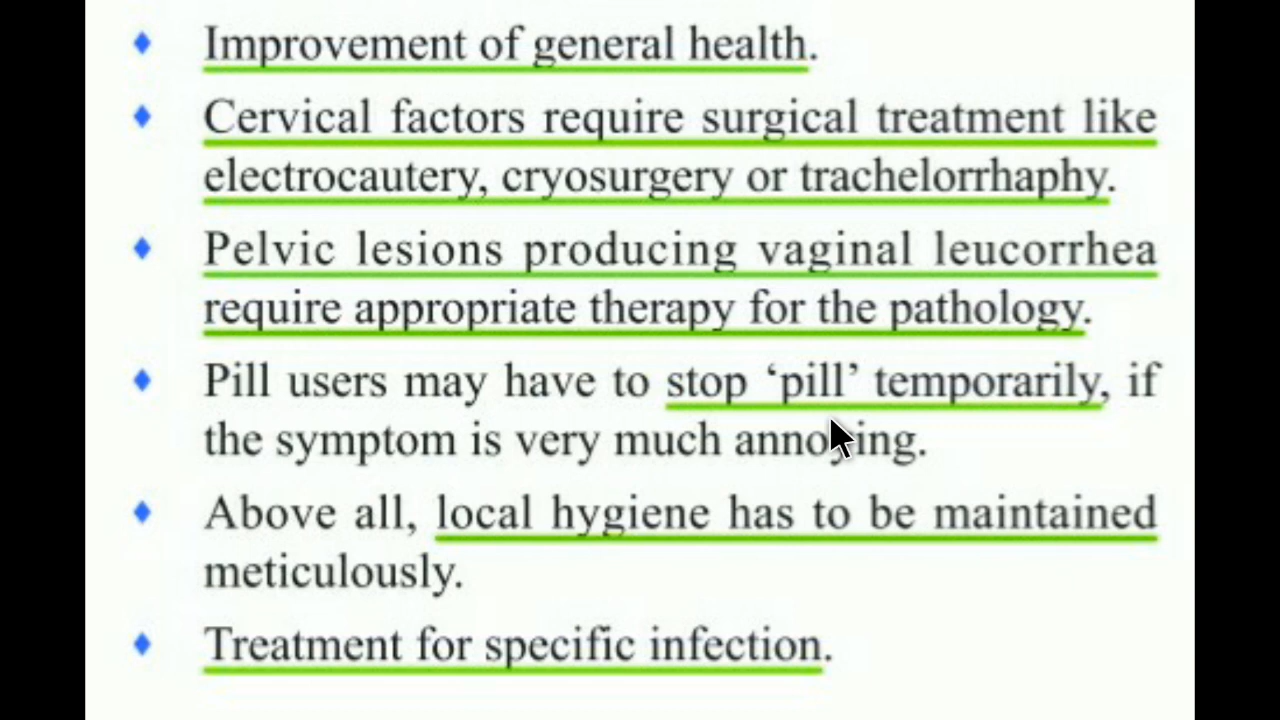 ♦ Improvement of general health.
♦ Cervical factors require surgical treatment like
electrocautery, cryosurgery or trachelorrhaphy.
♦ Pelvic lesions producing vaginal leucorrhea
require appropriate therapy for the pathology.
♦ Pill users may have to stop ‘pill’ temporarily, if
the symptom is very much annoying.
♦ Above all, local hygiene has to be maintained
meticulously.
♦ Treatment for specific infection.